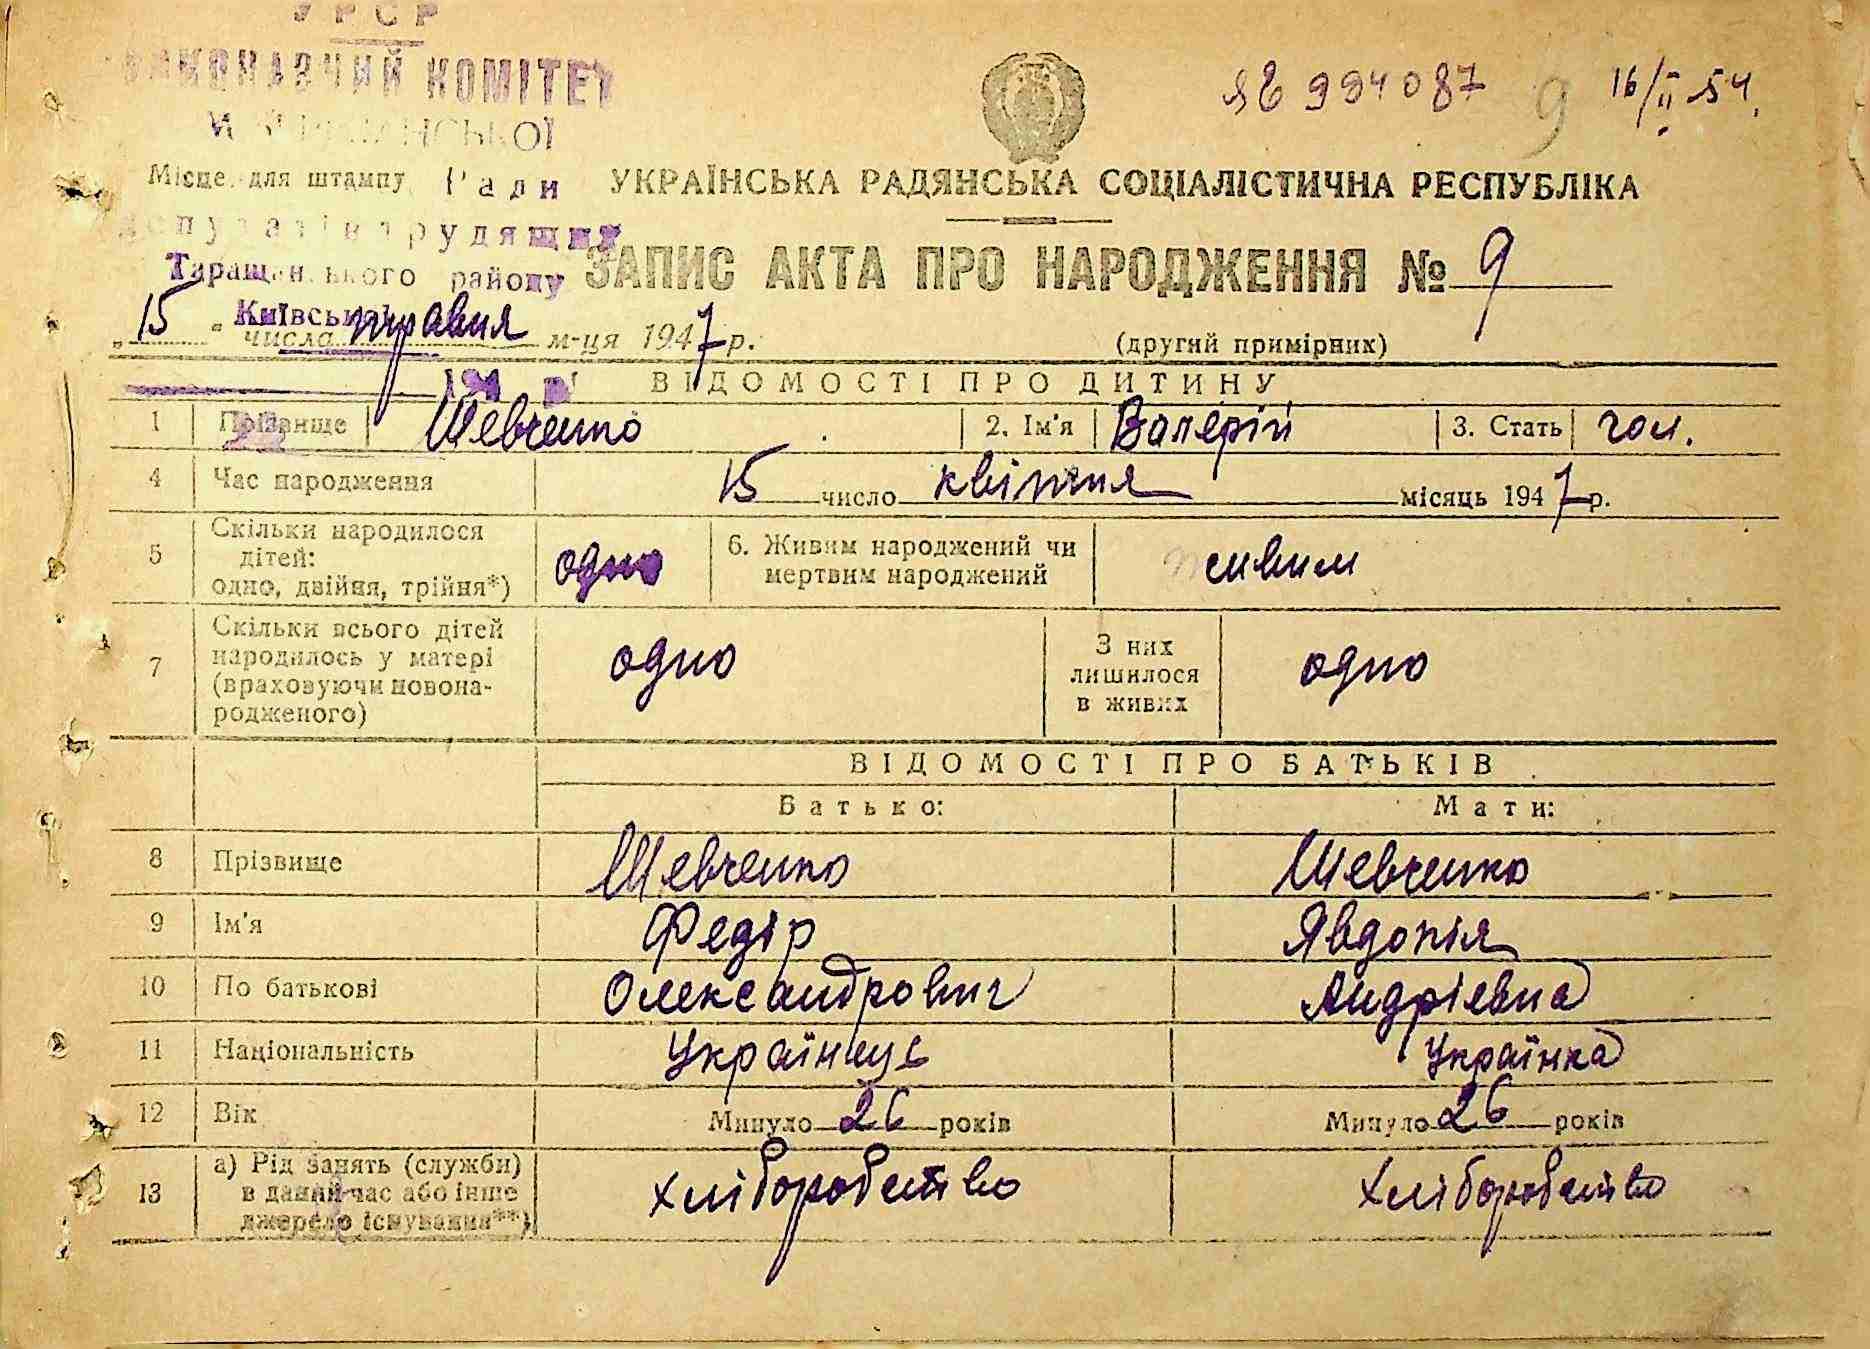 УРСР
ВИКОНАВЧИЙ КОМІТЕТ
Місце для штампу Ради
депутатів трудящих
Таращанського району
Київської
ЯЄ 994087 9 16/II 54.
УКРАЇНСЬКА РАДЯНСЬКА СОЦІАЛІСТИЧНА РЕСПУБЛІКА
ЗАПИС АКТА ПРО НАРОДЖЕННЯ № 9
„15" числа травня м-ця 1947 р. (другий примірник)
ВІДОМОСТІ ПРО ДИТИНУ
1 Прізвище Шевченко 2. Ім'я Валерій 3. Стать чол.
4 Час народження 15 число квітня місяць 1947 р.
5 Скільки народилося
дітей:
одно, двійня, трійня*) одно 6. Живим народжений чи
мертвим народжений живим
7 Скільки всього дітей
народилось у матері
(враховуючи новона-
родженого) одно З них
лишилося
в живих одно
ВІДОМОСТІ ПРО БАТЬКІВ
Батько: Мати:
8 Прізвище Шевченко Шевченко
9 Ім'я Федір Явдокія
10 По батькові Олександрович Андріевна
11 Національність Українець Українка
12 Вік Минуло 26 років Минуло 26 років
13 а) Рід занять (служби)
в даний час або інше
джерело існування**) хліборобство хліборобство